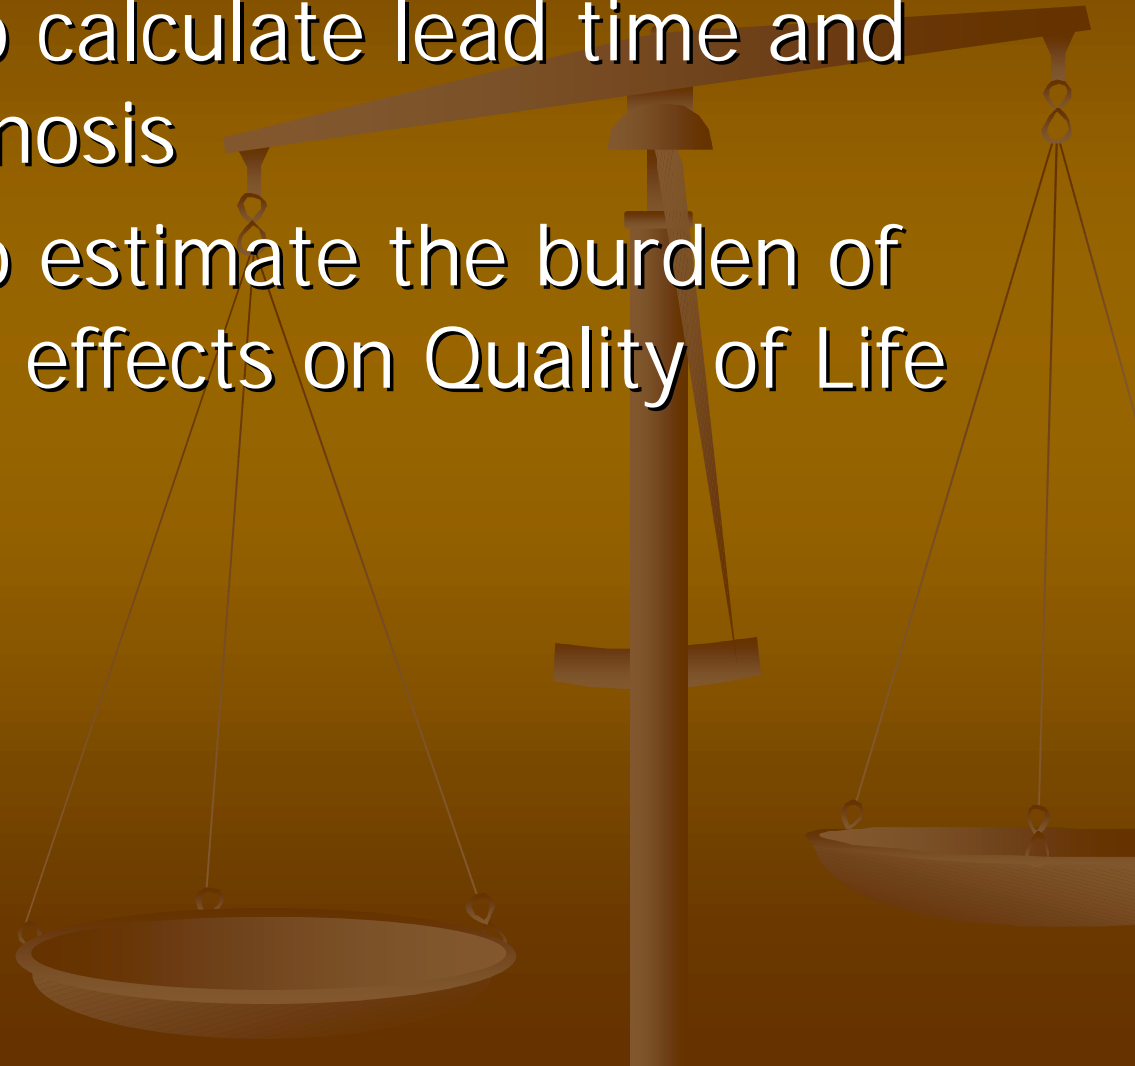 o calculate lead time and
nosis
o estimate the burden of
effects on Quality of Life